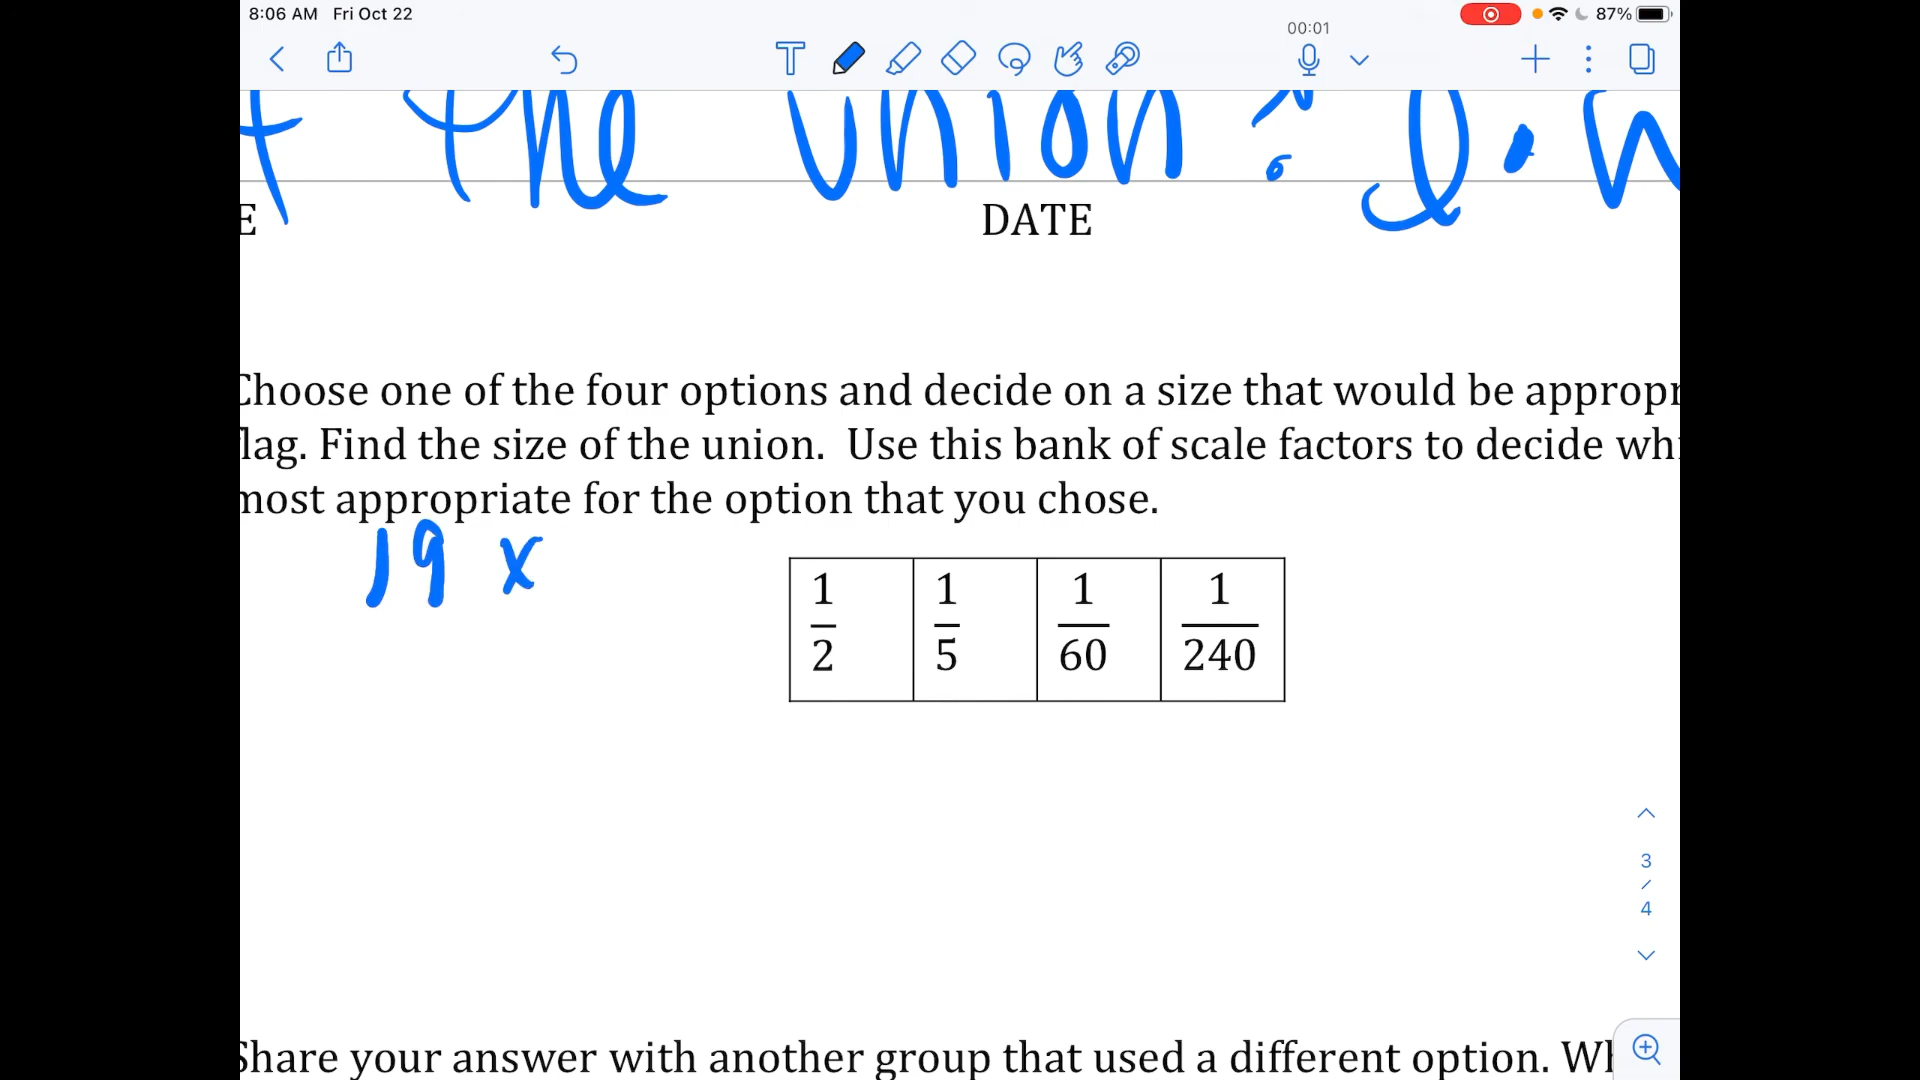 8:06 AM Fri Oct 22
87%
00:01
the union: l · w
E DATE
Choose one of the four options and decide on a size that would be appropr
flag. Find the size of the union. Use this bank of scale factors to decide whi
most appropriate for the option that you chose.
19 x
1/2 1/5 1/60 1/240
3
/
4
Share your answer with another group that used a different option. Wh